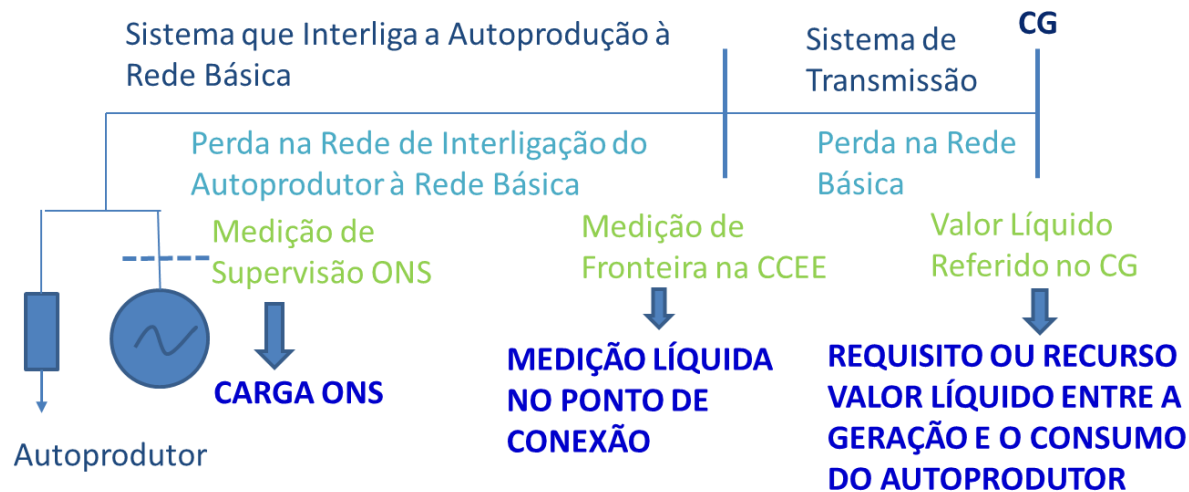 Sistema que Interliga a Autoprodução à
Rede Básica
Sistema de
Transmissão
CG
Perda na Rede de Interligação do
Autoprodutor à Rede Básica
Perda na Rede
Básica
Medição de
Supervisão ONS
Medição de
Fronteira na CCEE
Valor Líquido
Referido no CG
CARGA ONS
MEDIÇÃO LÍQUIDA
NO PONTO DE
CONEXÃO
REQUISITO OU RECURSO
VALOR LÍQUIDO ENTRE A
GERAÇÃO E O CONSUMO
DO AUTOPRODUTOR
Autoprodutor